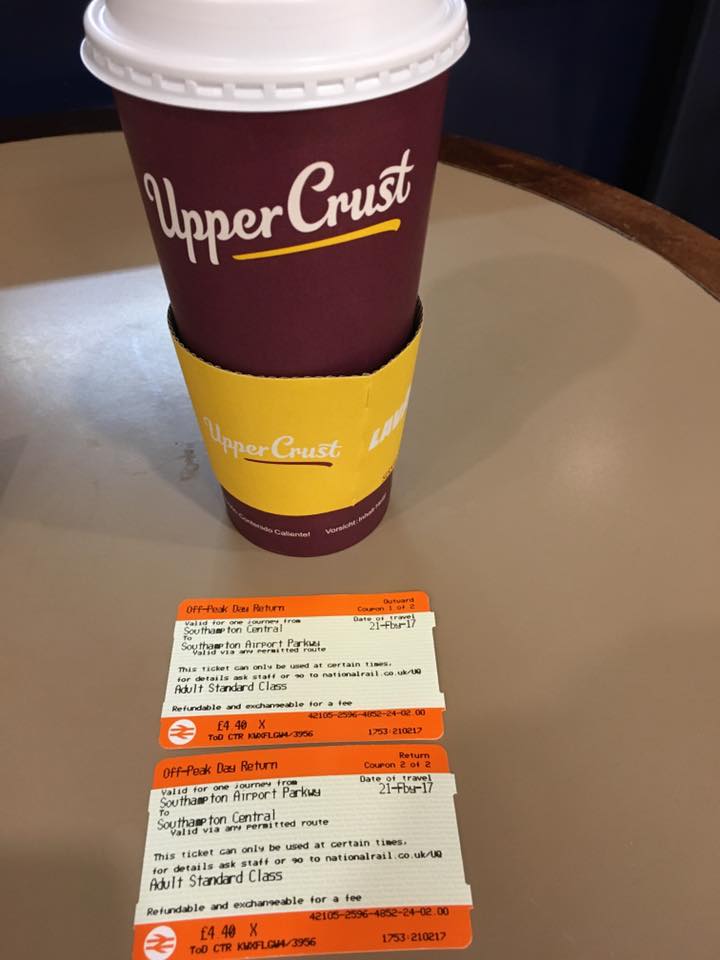 Upper Crust
Upper Crust
Contenido Caliente! Vorsicht: Inhalt
Off-Peak Day Return
Outward
Coupon 1 of 2
Valid for one journey from
Date of travel
Southampton Central
21-Fby-17
To
Southampton Airport Parkwy
Valid via any permitted route
This ticket can only be used at certain times,
for details ask staff or go to nationalrail.co.uk/UQ
Adult Standard Class
Refundable and exchangeable for a fee
42105-2596-4852-24-02.00
£4.40 X
ToD CTR KWXFLGW4/3956
1753:210217
Off-Peak Day Return
Return
Coupon 2 of 2
Valid for one journey from
Date of travel
Southampton Airport Parkwy
21-Fby-17
To
Southampton Central
Valid via any permitted route
This ticket can only be used at certain times,
for details ask staff or go to nationalrail.co.uk/UQ
Adult Standard Class
Refundable and exchangeable for a fee
42105-2596-4852-24-02.00
£4.40 X
ToD CTR KWXFLGW4/3956
1753:210217